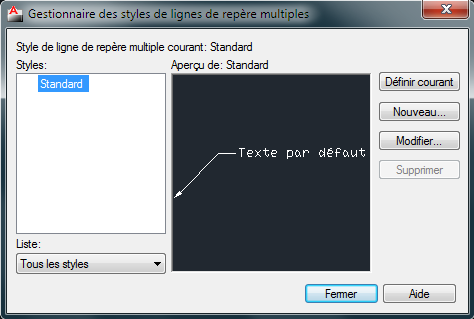 Gestionnaire des styles de lignes de repère multiples
Style de ligne de repère multiple courant: Standard
Styles:
Aperçu de: Standard
Standard
Texte par défaut
Définir courant
Nouveau...
Modifier...
Supprimer
Liste:
Tous les styles
Fermer
Aide